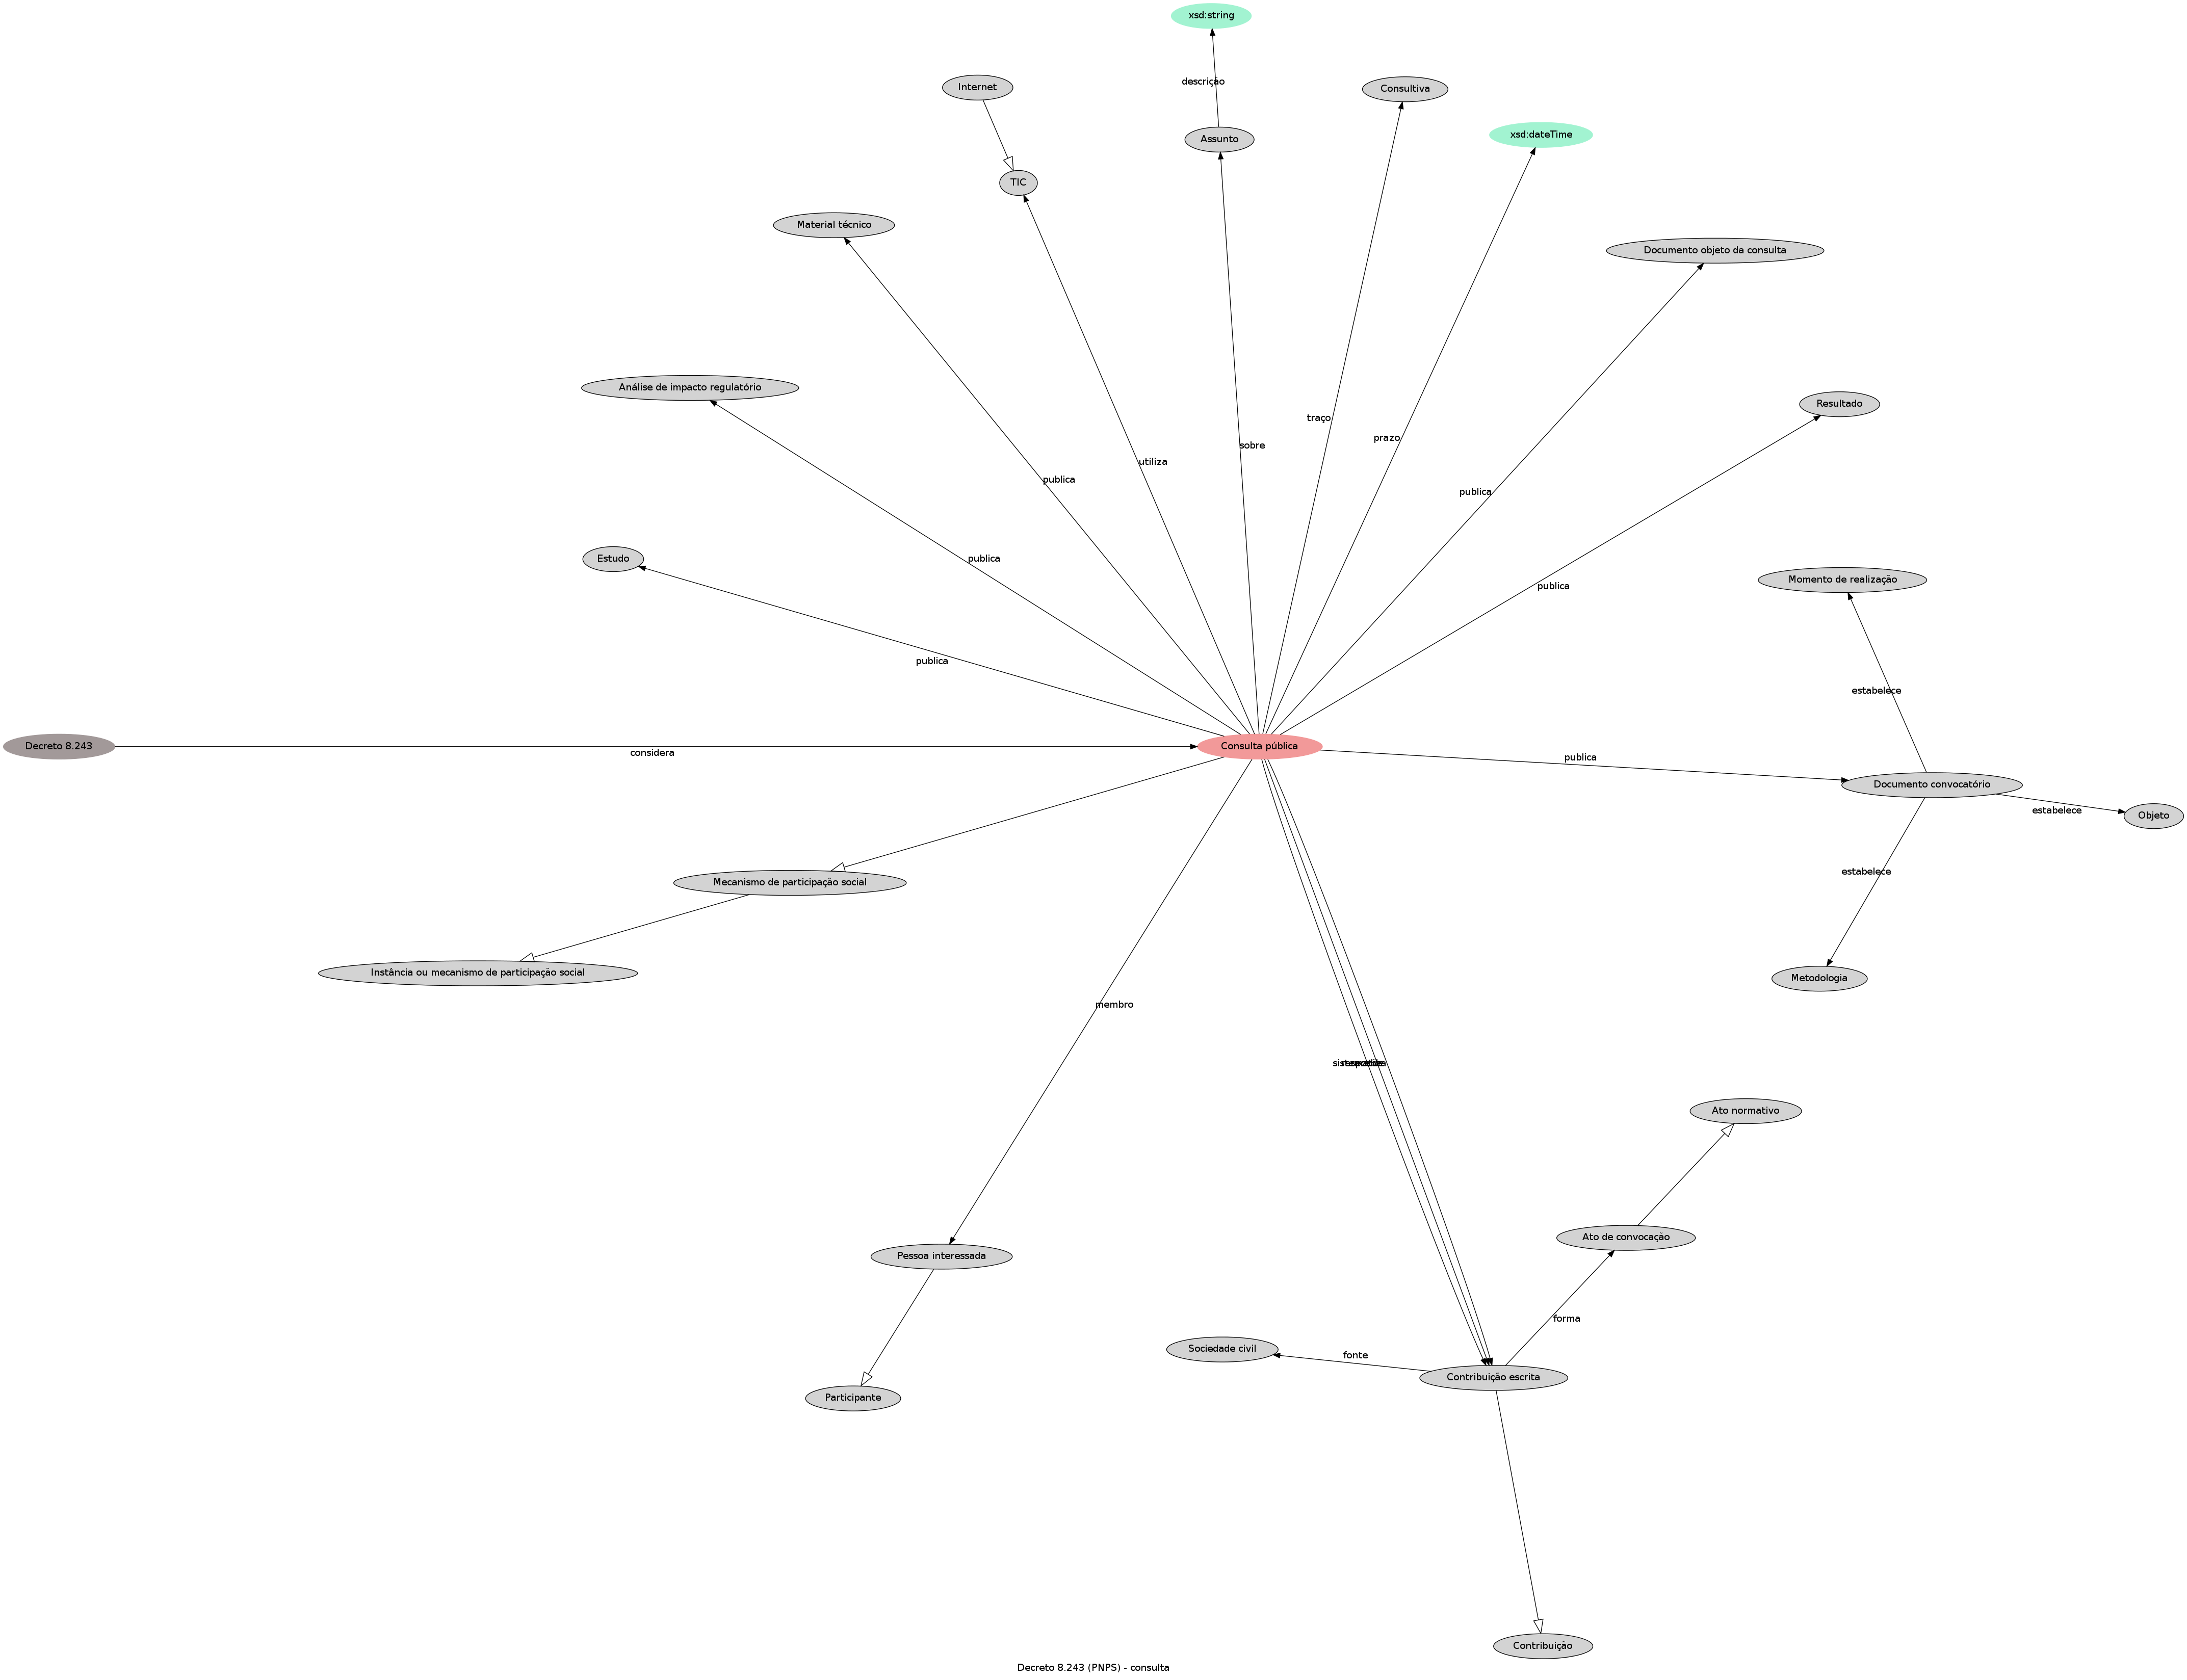 xsd:string
descrição
Internet
Consultiva
Assunto
xsd:dateTime
TIC
Material técnico
Documento objeto da consulta
Análise de impacto regulatório
Resultado
traço
prazo
sobre
utiliza
publica
publica
Estudo
publica
publica
Momento de realização
publica
estabelece
Decreto 8.243
considera
Consulta pública
publica
Documento convocatório
estabelece
Objeto
estabelece
Mecanismo de participação social
Instância ou mecanismo de participação social
Metodologia
membro
Ato normativo
Ato de convocação
Pessoa interessada
forma
Sociedade civil
fonte
Contribuição escrita
Participante
Contribuição
Decreto 8.243 (PNPS) - consulta